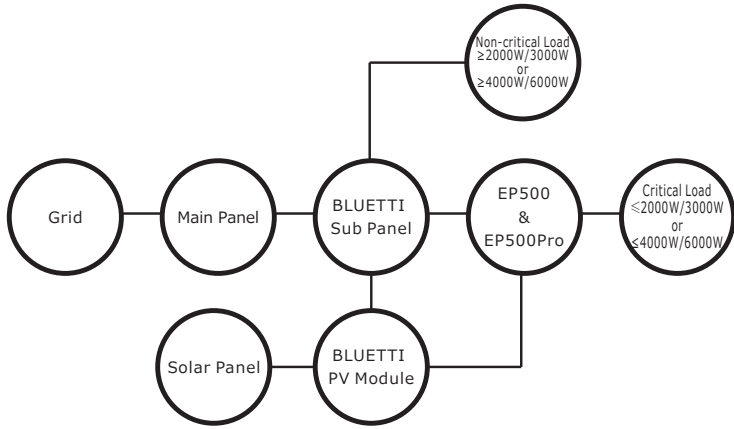 Non-critical Load
≥2000W/3000W
or
≥4000W/6000W
Grid
Main Panel
BLUETTI
Sub Panel
EP500
&
EP500Pro
Critical Load
≤2000W/3000W
or
≤4000W/6000W
Solar Panel
BLUETTI
PV Module